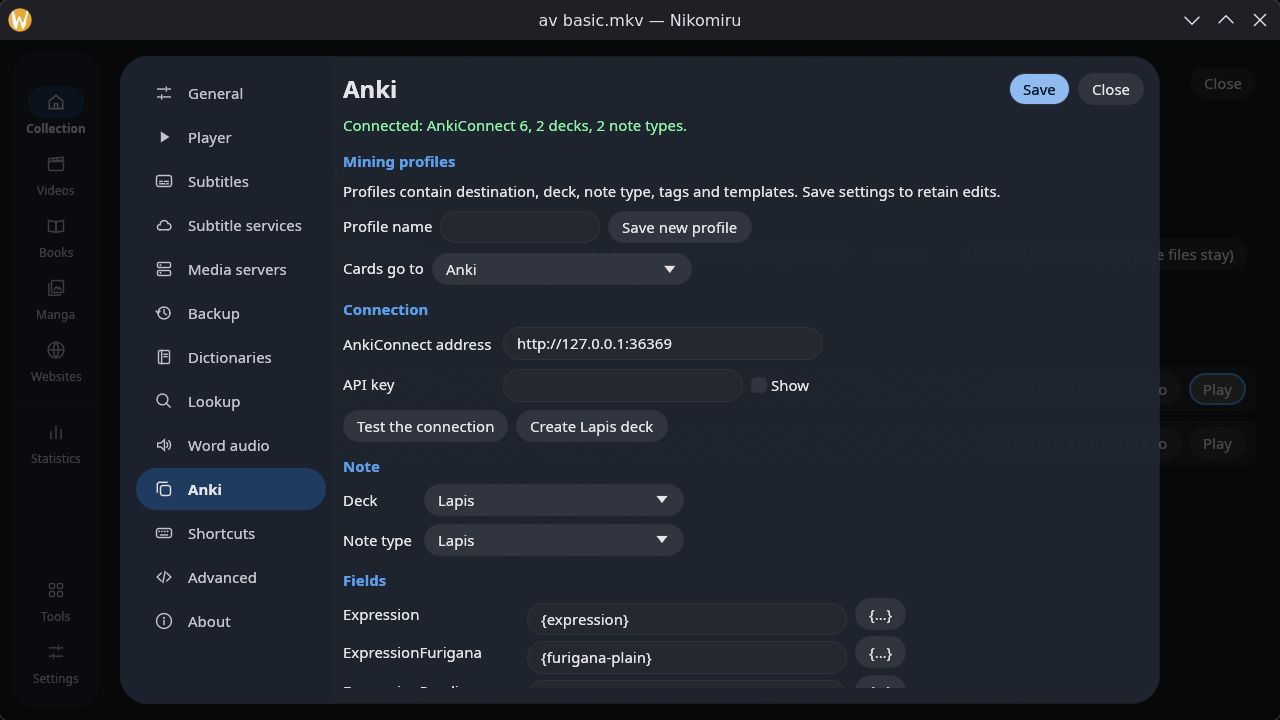 av basic.mkv — Nikomiru
Collection
Videos
Books
Manga
Websites
Statistics
Tools
Settings
General
Player
Subtitles
Subtitle services
Media servers
Backup
Dictionaries
Lookup
Word audio
Anki
Shortcuts
Advanced
About
Anki
Save
Close
Close
Connected: AnkiConnect 6, 2 decks, 2 note types.
Mining profiles
Profiles contain destination, deck, note type, tags and templates. Save settings to retain edits.
Profile name
Save new profile
Cards go to
Anki
files stay)
Connection
AnkiConnect address
http://127.0.0.1:36369
API key
Show
Play
Test the connection
Create Lapis deck
Play
Note
Deck
Lapis
Note type
Lapis
Fields
Expression
{expression}
{...}
ExpressionFurigana
{furigana-plain}
{...}